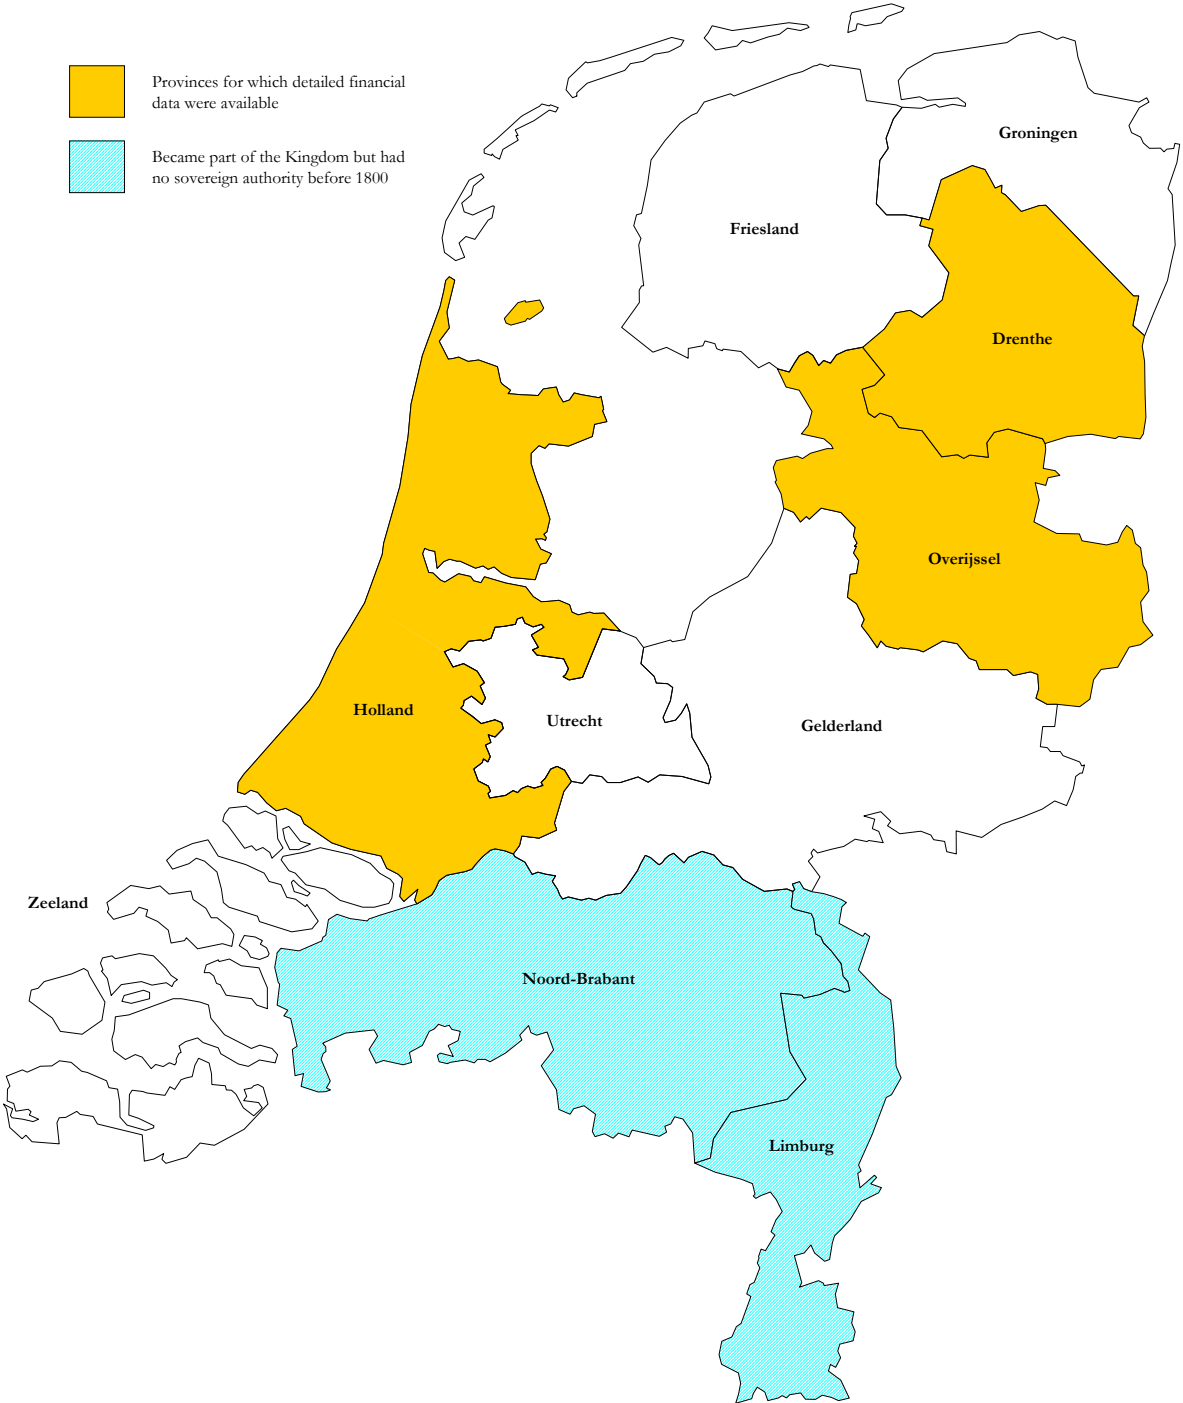 Provinces for which detailed financial
data were available
Became part of the Kingdom but had
no sovereign authority before 1800
Groningen
Friesland
Drenthe
Overijssel
Holland
Utrecht
Gelderland
Zeeland
Noord-Brabant
Limburg